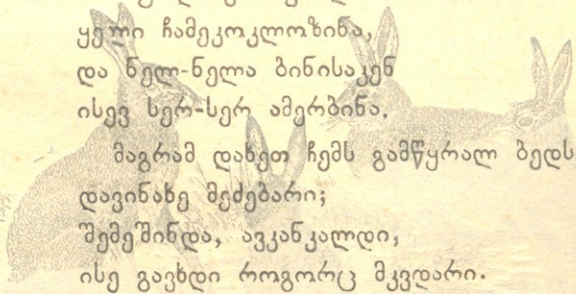 ყელი ჩამეკოკლოზინა,
და ნელ-ნელა ბინისაკენ
ისევ სერ-სერ ამერბინა.
მაგრამ დახეთ ჩემს გამწყრალ ბედს
დავინახე მეძებარი;
შემეშინდა, ავკანკალდი,
ისე გავხდი როგორც მკვდარი.